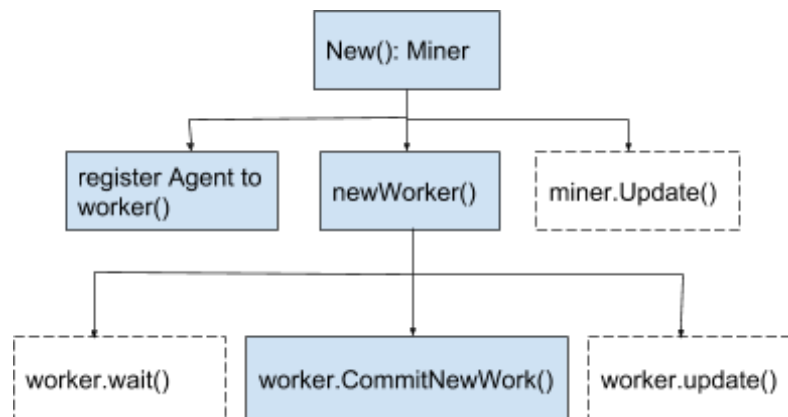 New(): Miner
register Agent to
worker()
newWorker()
miner.Update()
worker.wait()
worker.CommitNewWork()
worker.update()